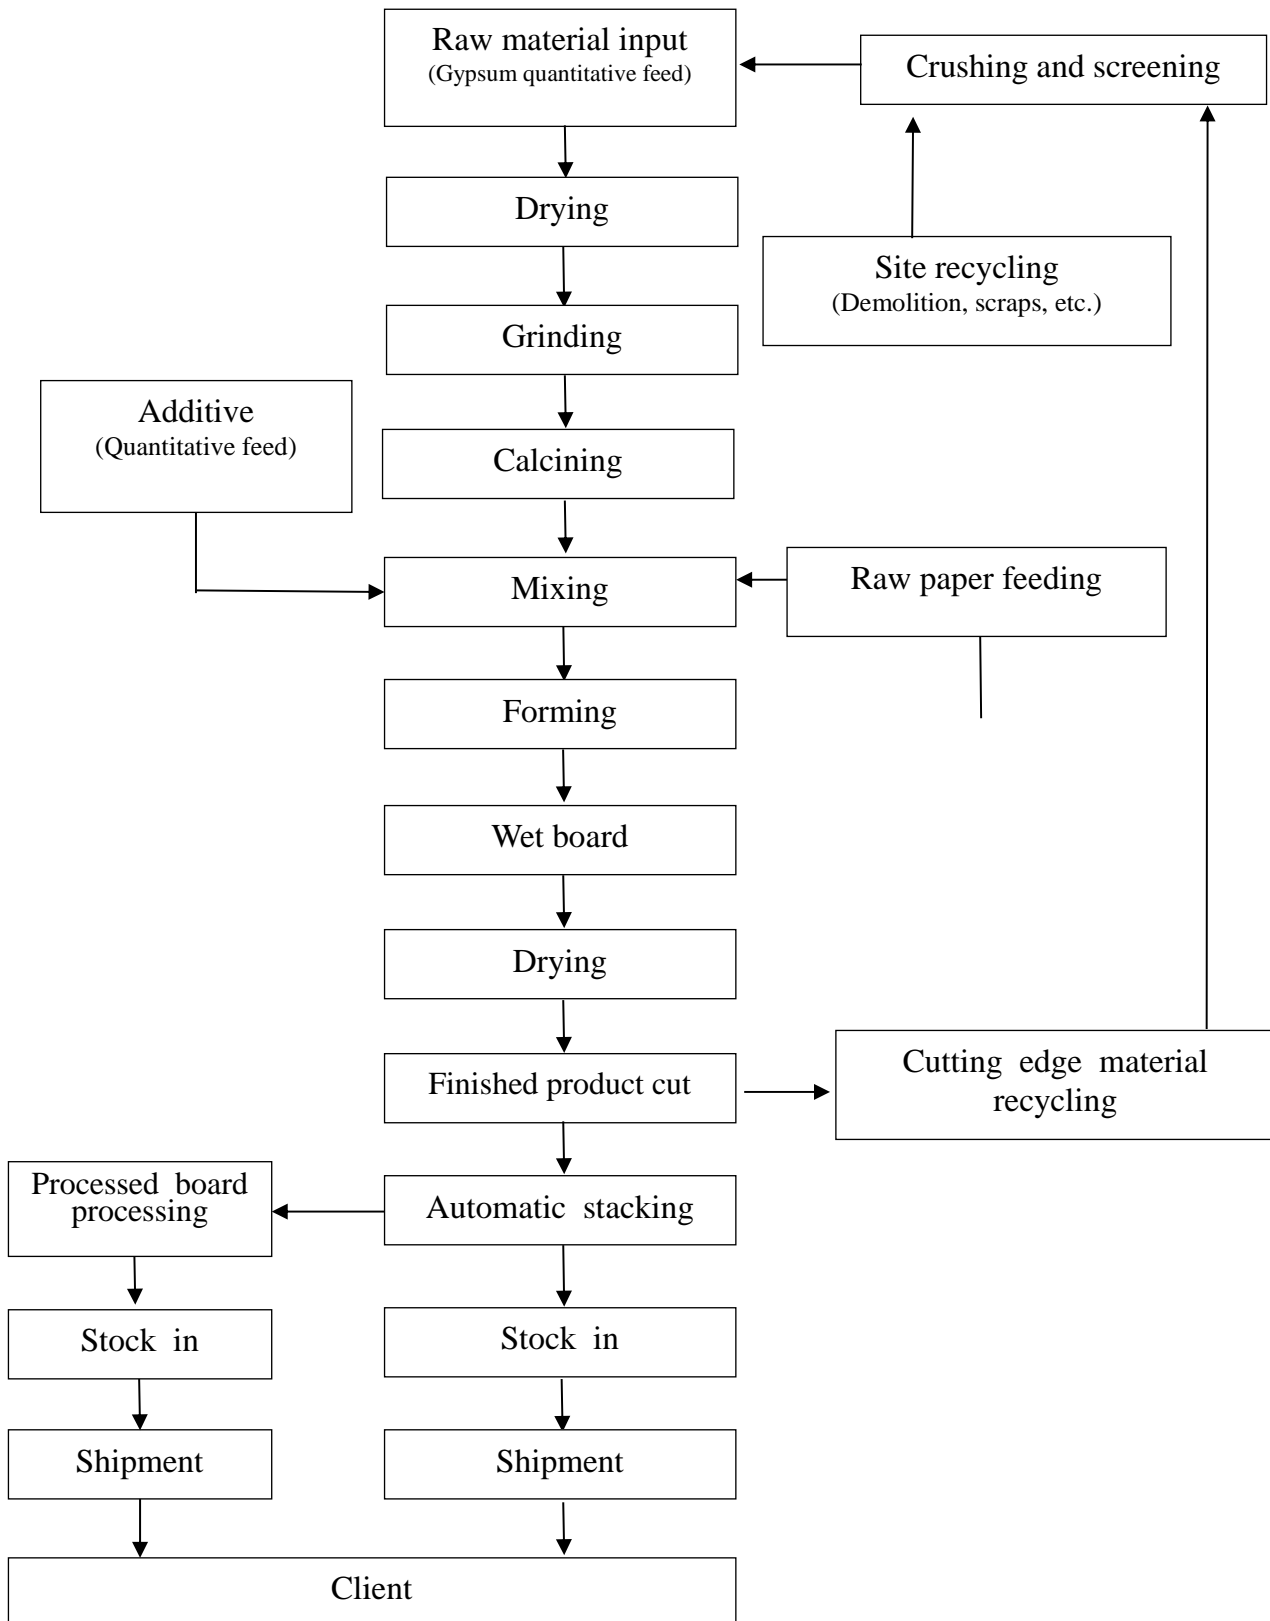 Raw material input
(Gypsum quantitative feed)
Crushing and screening
Drying
Site recycling
(Demolition, scraps, etc.)
Grinding
Additive
(Quantitative feed)
Calcining
Mixing
Raw paper feeding
Forming
Wet board
Drying
Finished product cut
Cutting edge material
recycling
Processed board
processing
Automatic stacking
Stock in
Stock in
Shipment
Shipment
Client